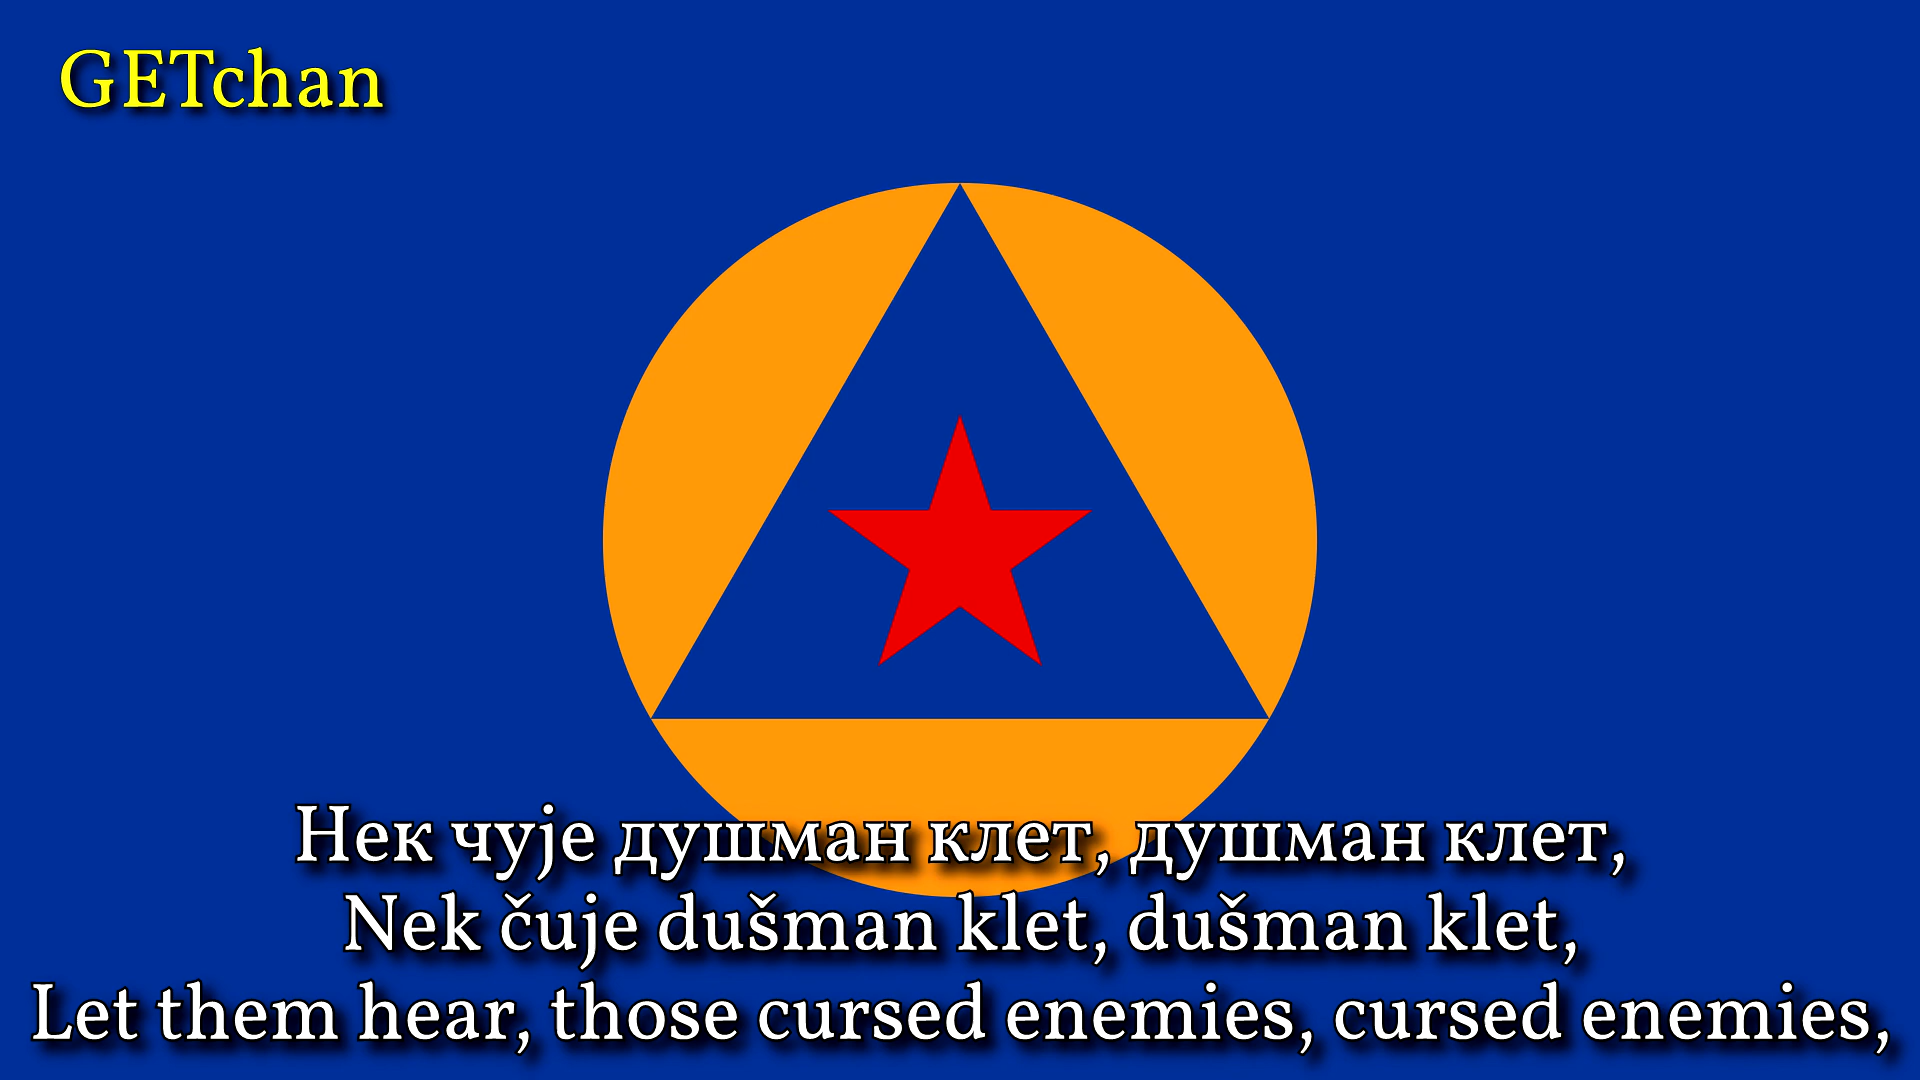 GETchan
Нек чује душман клет, душман клет,
Nek čuje dušman klet, dušman klet,
Let them hear, those cursed enemies, cursed enemies,